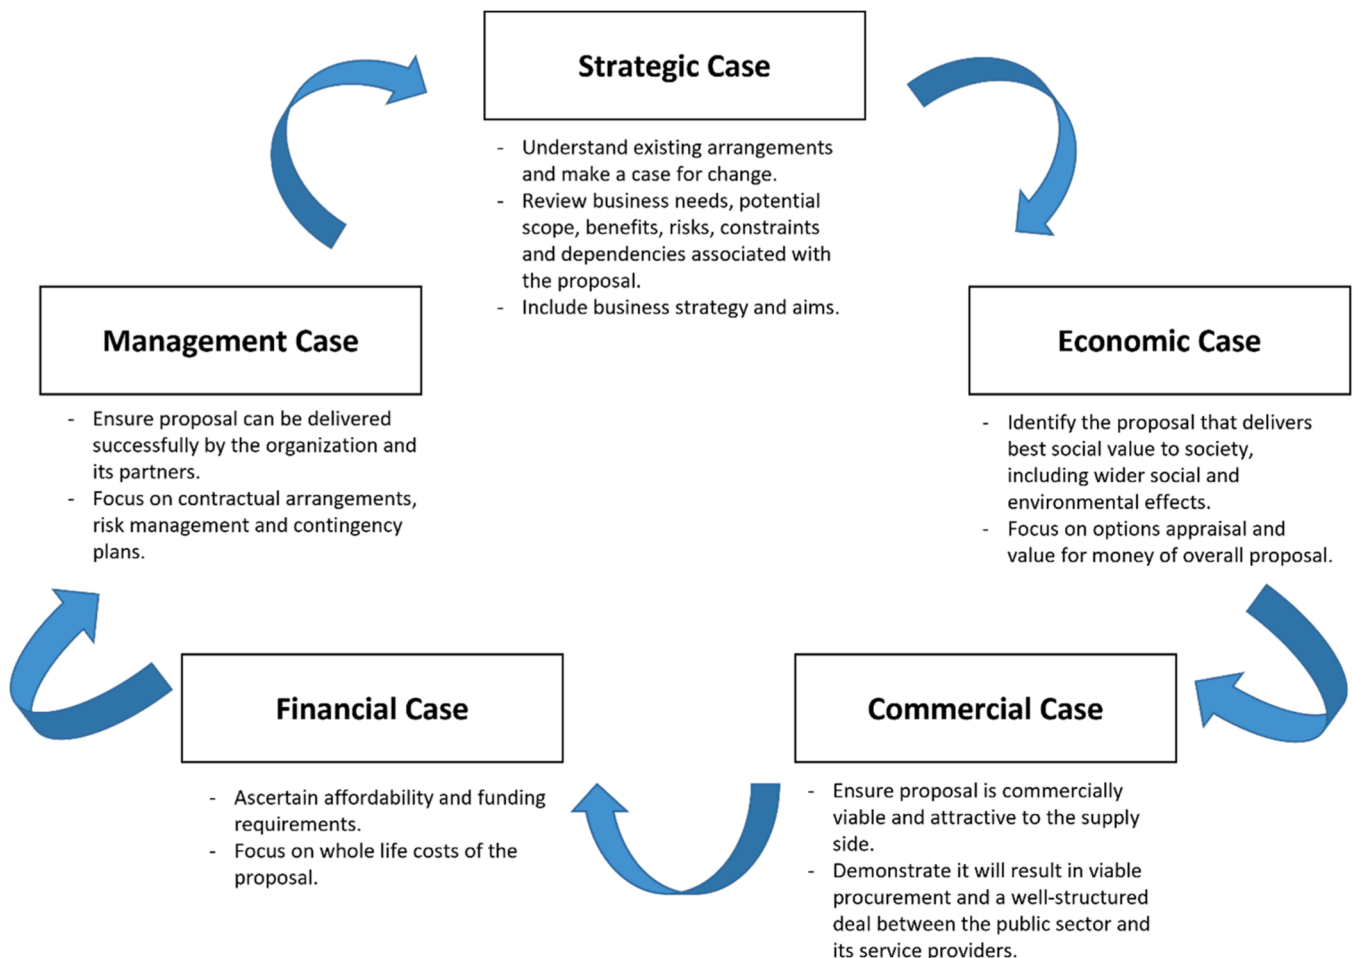 Strategic Case
- Understand existing arrangements
and make a case for change.
- Review business needs, potential
scope, benefits, risks, constraints
and dependencies associated with
the proposal.
- Include business strategy and aims.
Economic Case
- Identify the proposal that delivers
best social value to society,
including wider social and
environmental effects.
- Focus on options appraisal and
value for money of overall proposal.
Commercial Case
- Ensure proposal is commercially
viable and attractive to the supply
side.
- Demonstrate it will result in viable
procurement and a well-structured
deal between the public sector and
its service providers.
Financial Case
- Ascertain affordability and funding
requirements.
- Focus on whole life costs of the
proposal.
Management Case
- Ensure proposal can be delivered
successfully by the organization and
its partners.
- Focus on contractual arrangements,
risk management and contingency
plans.